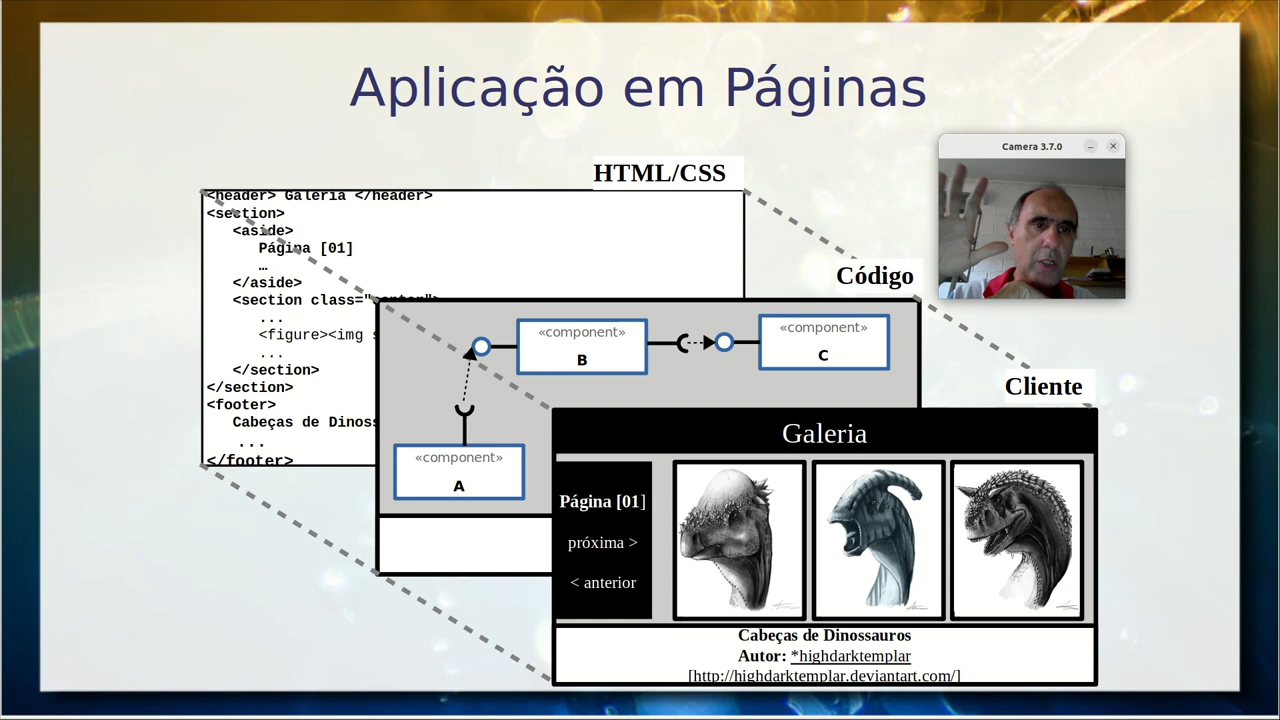 Aplicação em Páginas
Camera 3.7.0
HTML/CSS
<header> Galeria </header>
<section>
<aside>
Página [01]
…
</aside>
<section class="center">
...
<figure><img s
...
</section>
</section>
<footer>
Cabeças de Dinoss
...
</footer>
Código
«component»
B
«component»
C
«component»
A
Cliente
Galeria
Página [01]
próxima >
< anterior
Cabeças de Dinossauros
Autor: *highdarktemplar
[http://highdarktemplar.deviantart.com/]